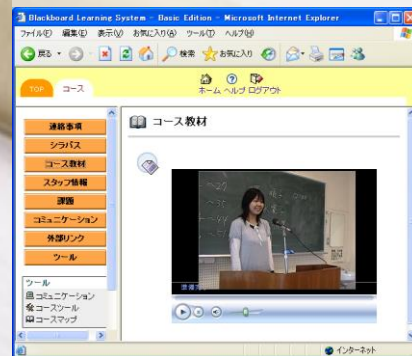 Blackboard Learning System - Basic Edition - Microsoft Internet Explorer
ファイル(F) 編集(E) 表示(V) お気に入り(A) ツール(T) ヘルプ(H)
戻る 検索 お気に入り
TOP コース
ホーム ヘルプ ログアウト
連絡事項
シラバス
コース教材
スタッフ情報
課題
コミュニケーション
外部リンク
ツール
コース教材
ツール
コミュニケーション
コースツール
コースマップ
インターネット